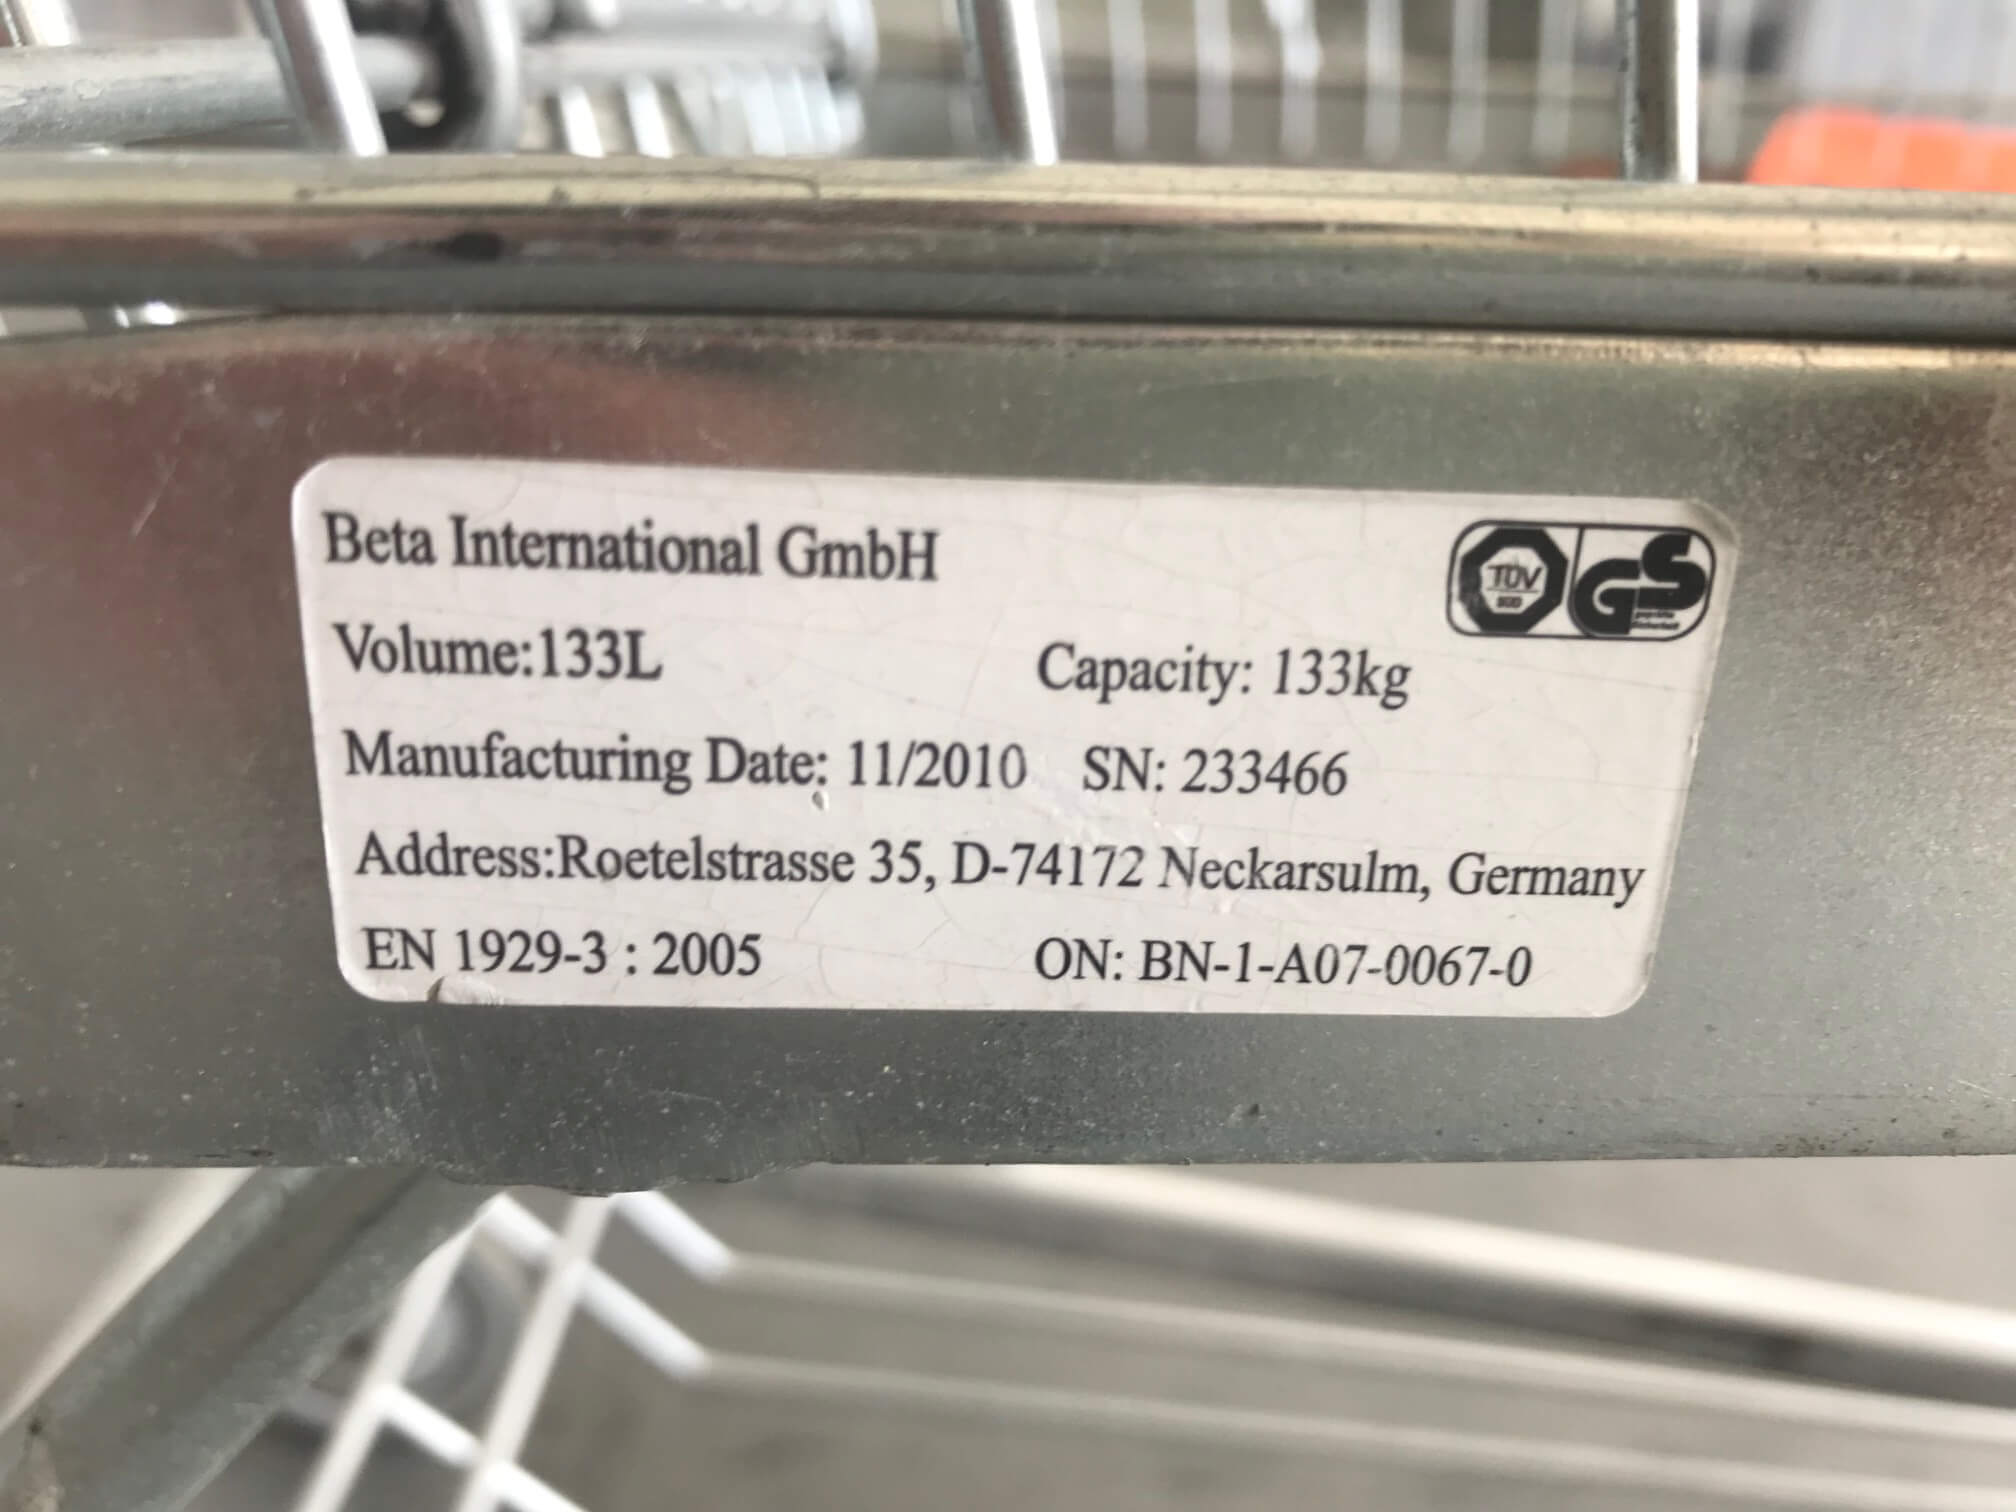 Beta International GmbH
TÜV
GS
Volume:133L Capacity: 133kg
Manufacturing Date: 11/2010 SN: 233466
Address:Roetelstrasse 35, D-74172 Neckarsulm, Germany
EN 1929-3 : 2005 ON: BN-1-A07-0067-0